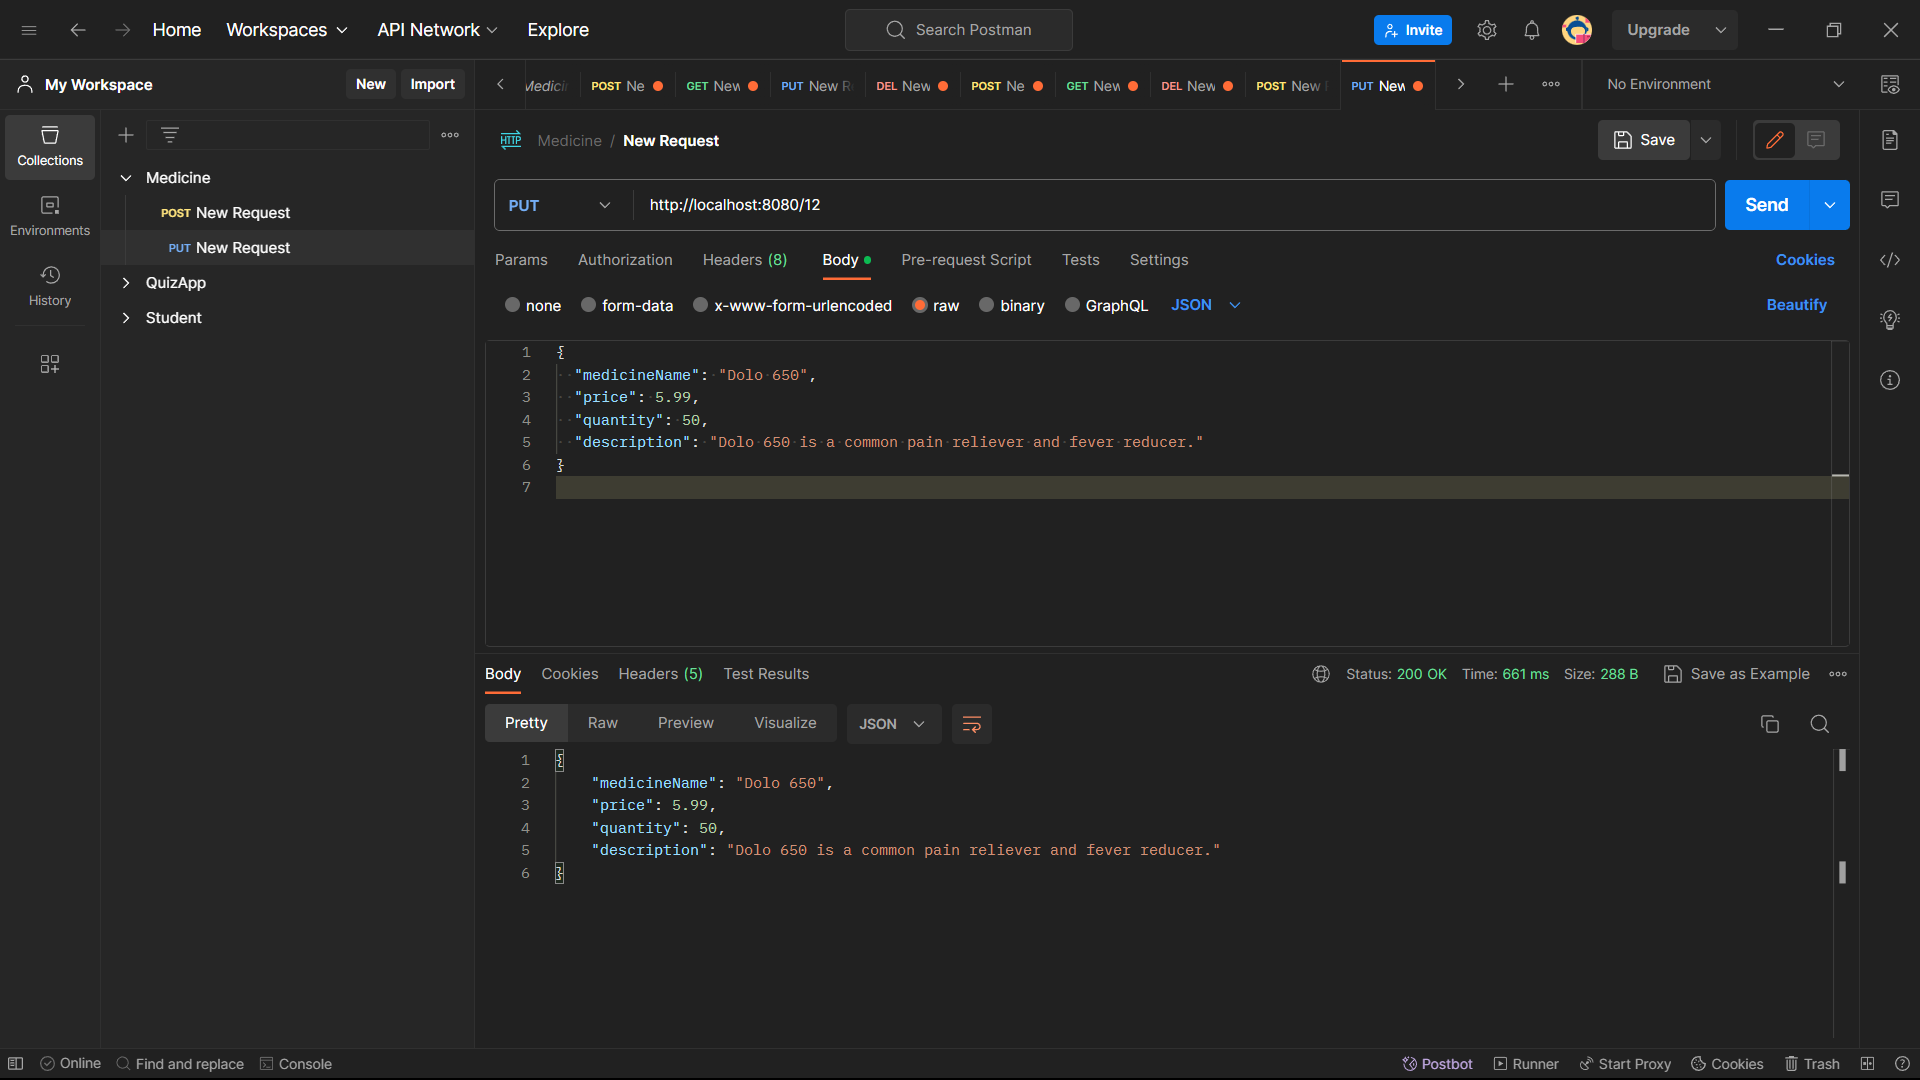 Home Workspaces API Network Explore Search Postman Invite Upgrade
My Workspace New Import
POST Ne GET New PUT New R DEL New POST Ne GET New DEL New POST New PUT New No Environment
Collections
Environments
History
Medicine
POST New Request
PUT New Request
QuizApp
Student
HTTP Medicine / New Request Save
PUT http://localhost:8080/12 Send
Params Authorization Headers (8) Body Pre-request Script Tests Settings Cookies
none form-data x-www-form-urlencoded raw binary GraphQL JSON Beautify
1 {
2 "medicineName": "Dolo 650",
3 "price": 5.99,
4 "quantity": 50,
5 "description": "Dolo 650 is a common pain reliever and fever reducer."
6 }
7
Body Cookies Headers (5) Test Results Status: 200 OK Time: 661 ms Size: 288 B Save as Example
Pretty Raw Preview Visualize JSON
1 {
2 "medicineName": "Dolo 650",
3 "price": 5.99,
4 "quantity": 50,
5 "description": "Dolo 650 is a common pain reliever and fever reducer."
6 }
Online Find and replace Console Postbot Runner Start Proxy Cookies Trash